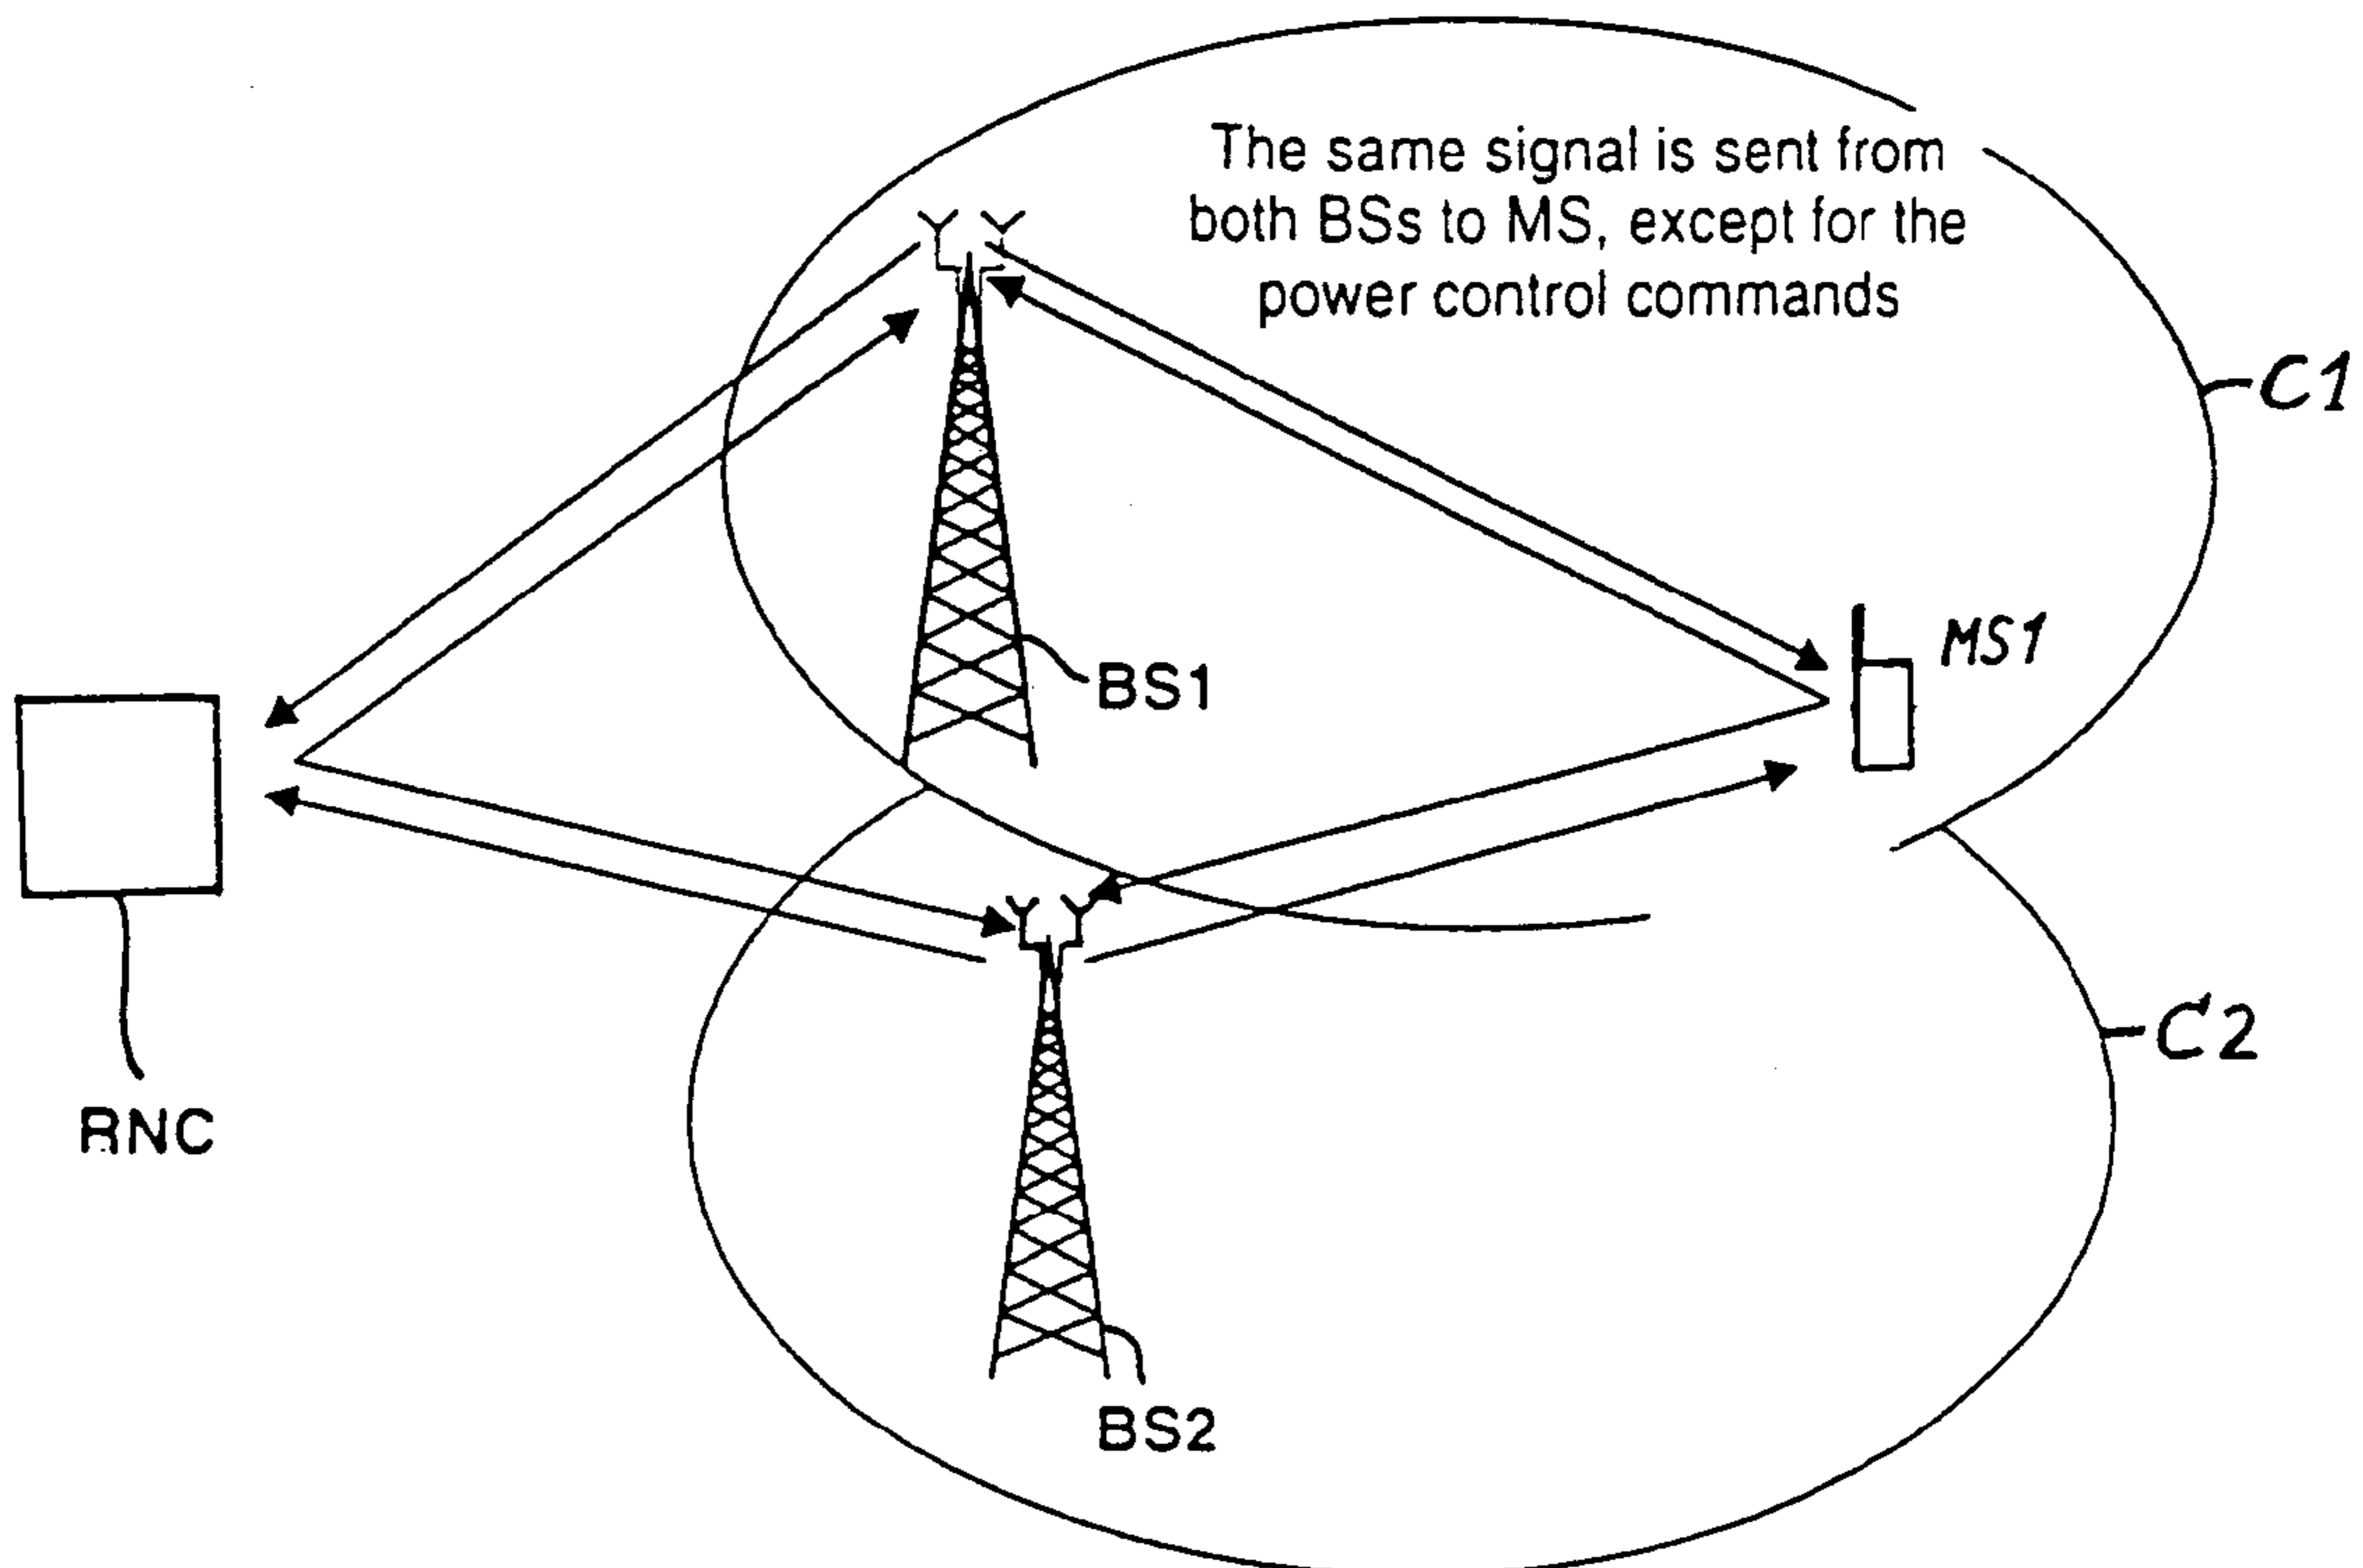 The same signal is sent from
both BSs to MS, except for the
power control commands
C1
MS1
BS1
RNC
C2
BS2